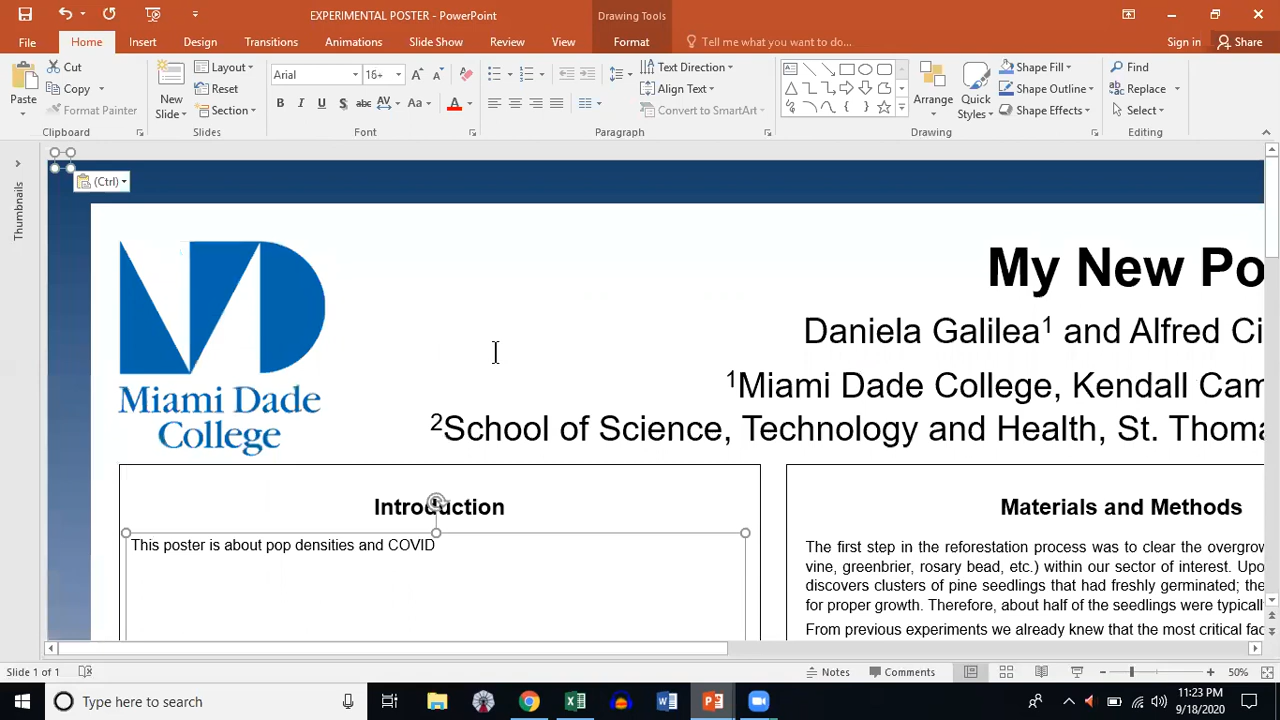 EXPERIMENTAL POSTER - PowerPoint
Drawing Tools
File
Home
Insert
Design
Transitions
Animations
Slide Show
Review
View
Format
Tell me what you want to do...
Sign in
Share
Paste
Cut
Copy
Format Painter
Clipboard
New Slide
Layout
Reset
Section
Slides
Arial
16+
B I U S abc AV Aa A
Font
Text Direction
Align Text
Convert to SmartArt
Paragraph
Arrange
Quick Styles
Shape Fill
Shape Outline
Shape Effects
Drawing
Find
Replace
Select
Editing
Thumbnails
(Ctrl)
Miami Dade
College
My New Po
Daniela Galilea1 and Alfred Ci
1Miami Dade College, Kendall Cam
2School of Science, Technology and Health, St. Thoma
Introduction
This poster is about pop densities and COVID
Materials and Methods
The first step in the reforestation process was to clear the overgrow
vine, greenbrier, rosary bead, etc.) within our sector of interest. Upo
discovers clusters of pine seedlings that had freshly germinated; the
for proper growth. Therefore, about half of the seedlings were typicall
From previous experiments we already knew that the most critical fac
Slide 1 of 1
Notes
Comments
50%
Type here to search
11:23 PM
9/18/2020